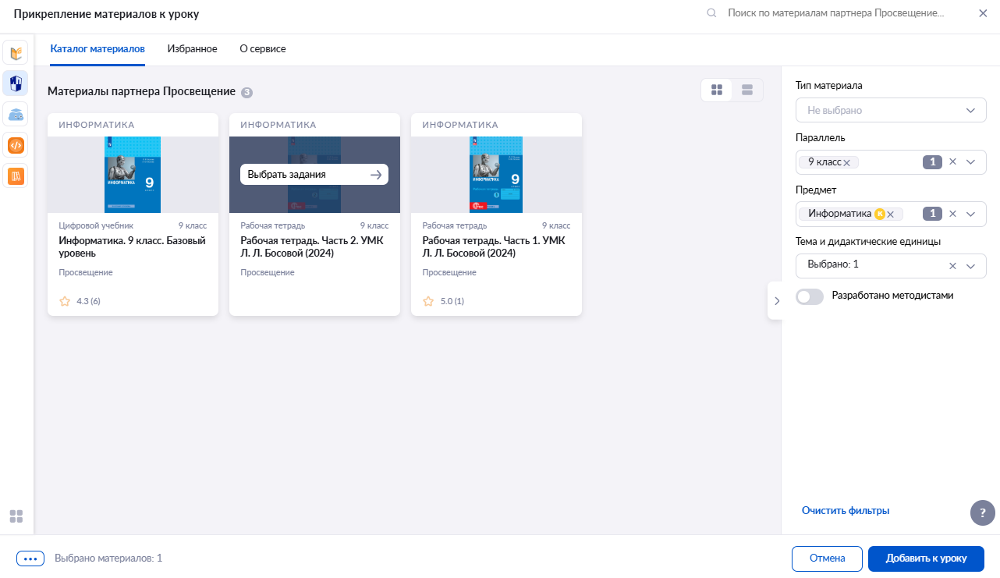 Прикрепление материалов к уроку
Поиск по материалам партнера Просвещение...
Каталог материалов
Избранное
О сервисе
Материалы партнера Просвещение 3
ИНФОРМАТИКА
ИНФОРМАТИКА
9
Цифровой учебник
9 класс
Информатика. 9 класс. Базовый
уровень
Просвещение
4.3 (6)
ИНФОРМАТИКА
Выбрать задания
Рабочая тетрадь
9 класс
Рабочая тетрадь. Часть 2. УМК
Л. Л. Босовой (2024)
Просвещение
ИНФОРМАТИКА
ИНФОРМАТИКА
9
Рабочая тетрадь
9 класс
Рабочая тетрадь. Часть 1. УМК
Л. Л. Босовой (2024)
Просвещение
5.0 (1)
Тип материала
Не выбрано
Параллель
9 класс
1
Предмет
Информатика К
1
Тема и дидактические единицы
Выбрано: 1
Разработано методистами
Очистить фильтры
?
Выбрано материалов: 1
Отмена
Добавить к уроку